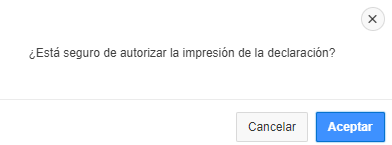 ¿Está seguro de autorizar la impresión de la declaración?
Cancelar
Aceptar